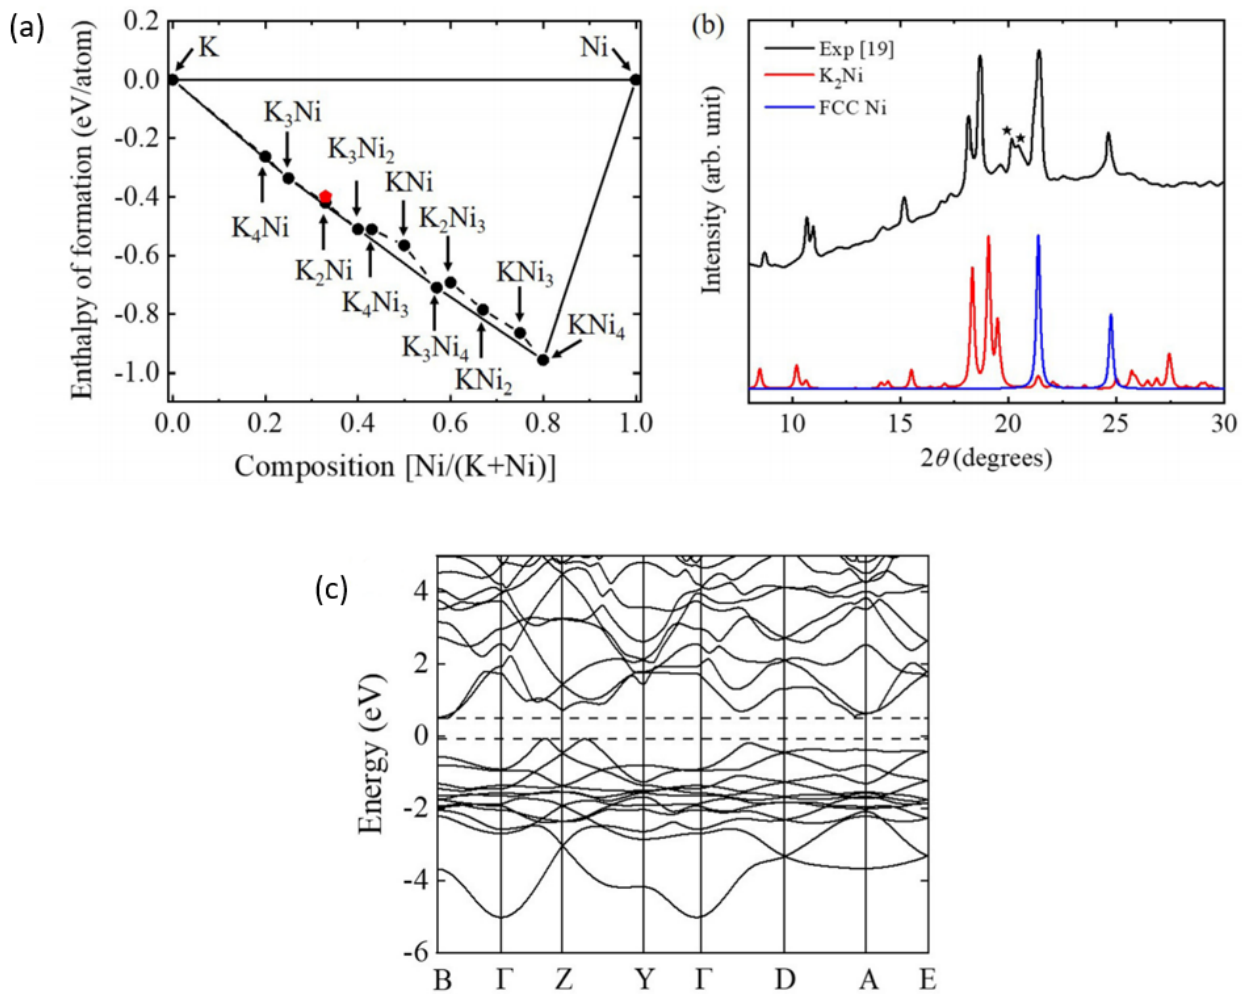 (a)
0.2
0.0
-0.2
-0.4
-0.6
-0.8
-1.0
Enthalpy of formation (eV/atom)
K
Ni
K₃Ni
K₃Ni₂
KNi
K₄Ni
K₂Ni₃
K₂Ni
K₄Ni₃
KNi₃
K₃Ni₄
KNi₄
KNi₂
0.0 0.2 0.4 0.6 0.8 1.0
Composition [Ni/(K+Ni)]
(b)
Exp [19]
K₂Ni
FCC Ni
★ ★
Intensity (arb. unit)
10 15 20 25 30
2θ (degrees)
(c)
4
2
0
-2
-4
-6
Energy (eV)
B Γ Z Y Γ D A E